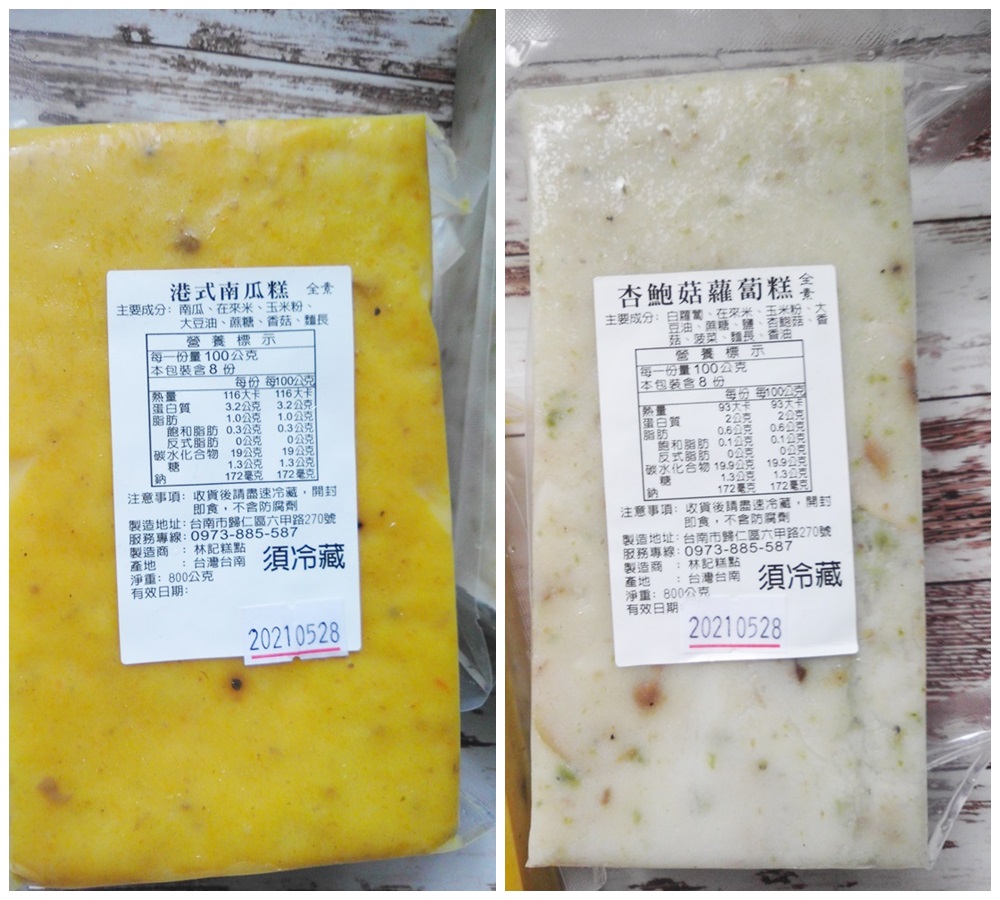 港式南瓜糕 全素
主要成分: 南瓜、在來米、玉米粉、
大豆油、蔗糖、香菇、麵長
營養標示
每一份量100公克
本包裝含8份
每份 每100公克
熱量 116大卡 116大卡
蛋白質 3.2公克 3.2公克
脂肪 1.0公克 1.0公克
飽和脂肪 0.3公克 0.3公克
反式脂肪 0公克 0公克
碳水化合物 19公克 19公克
糖 1.3公克 1.3公克
鈉 172毫克 172毫克
注意事項: 收貨後請盡速冷藏，開封
即食，不含防腐劑
製造地址: 台南市歸仁區六甲路270號
服務專線: 0973-885-587
製造商 : 林記糕點
產地 : 台灣台南
須冷藏
淨重: 800公克
有效日期:
20210528
杏鮑菇蘿蔔糕 全素
主要成分: 白蘿蔔、在來米、玉米粉、大
豆油、蔗糖、鹽、杏鮑菇、香
菇、菠菜、麵長、香油
營養標示
每一份量100公克
本包裝含8份
每份 每100公克
熱量 93大卡 93大卡
蛋白質 2公克 2公克
脂肪 0.6公克 0.6公克
飽和脂肪 0.1公克 0.1公克
反式脂肪 0公克 0公克
碳水化合物 19.9公克 19.9公克
糖 1.3公克 1.3公克
鈉 172毫克 172毫克
注意事項: 收貨後請盡速冷藏，開封
即食，不含防腐劑
製造地址: 台南市歸仁區六甲路270號
服務專線: 0973-885-587
製造商 : 林記糕點
產地 : 台灣台南
須冷藏
淨重: 800公克
有效日期
20210528